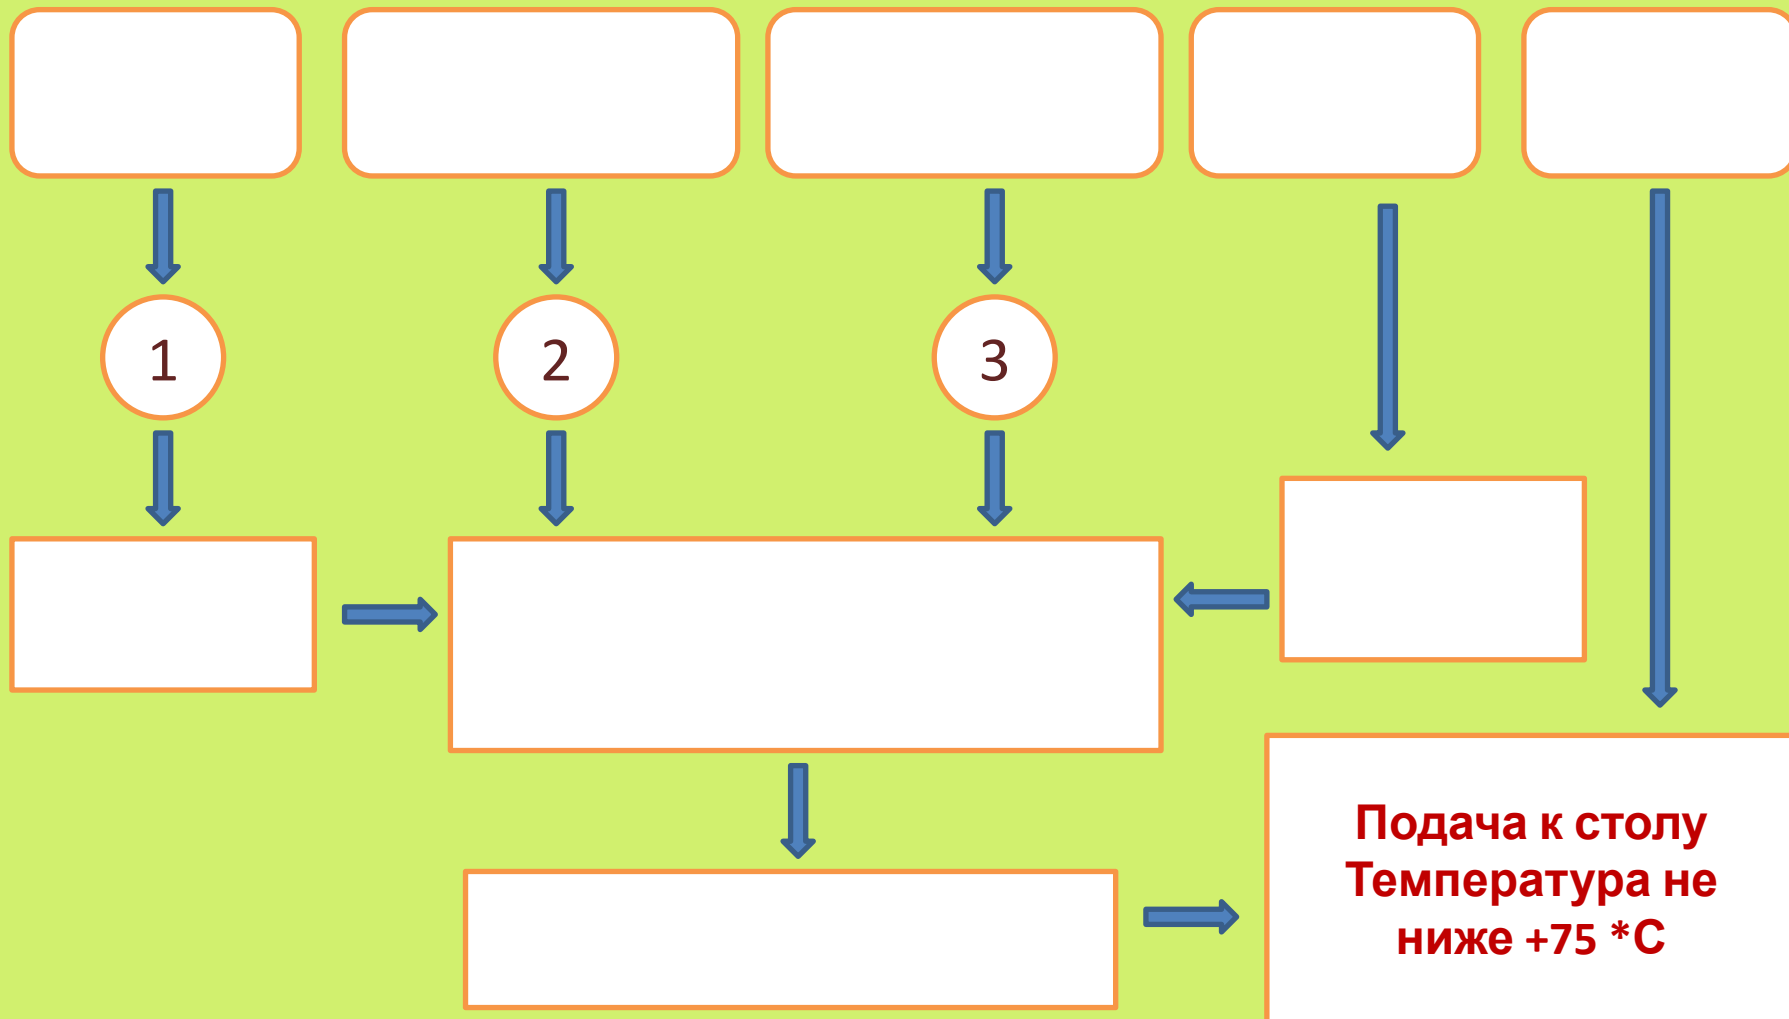 1
2
3
Подача к столу
Температура не
ниже +75 *С